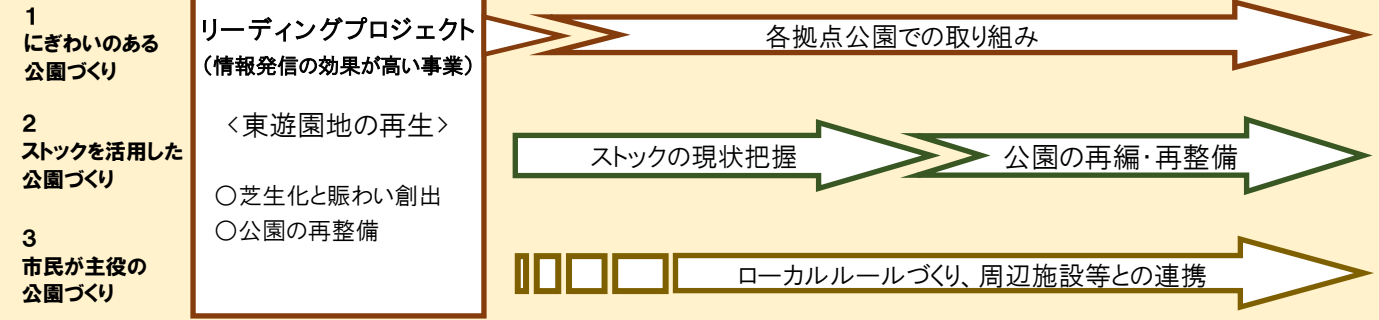 1
にぎわいのある
公園づくり
リーディングプロジェクト
（情報発信の効果が高い事業）
各拠点公園での取り組み
2
ストックを活用した
公園づくり
<東遊園地の再生>
ストックの現状把握
公園の再編・再整備
○芝生化と賑わい創出
○公園の再整備
3
市民が主役の
公園づくり
ローカルルールづくり、周辺施設等との連携